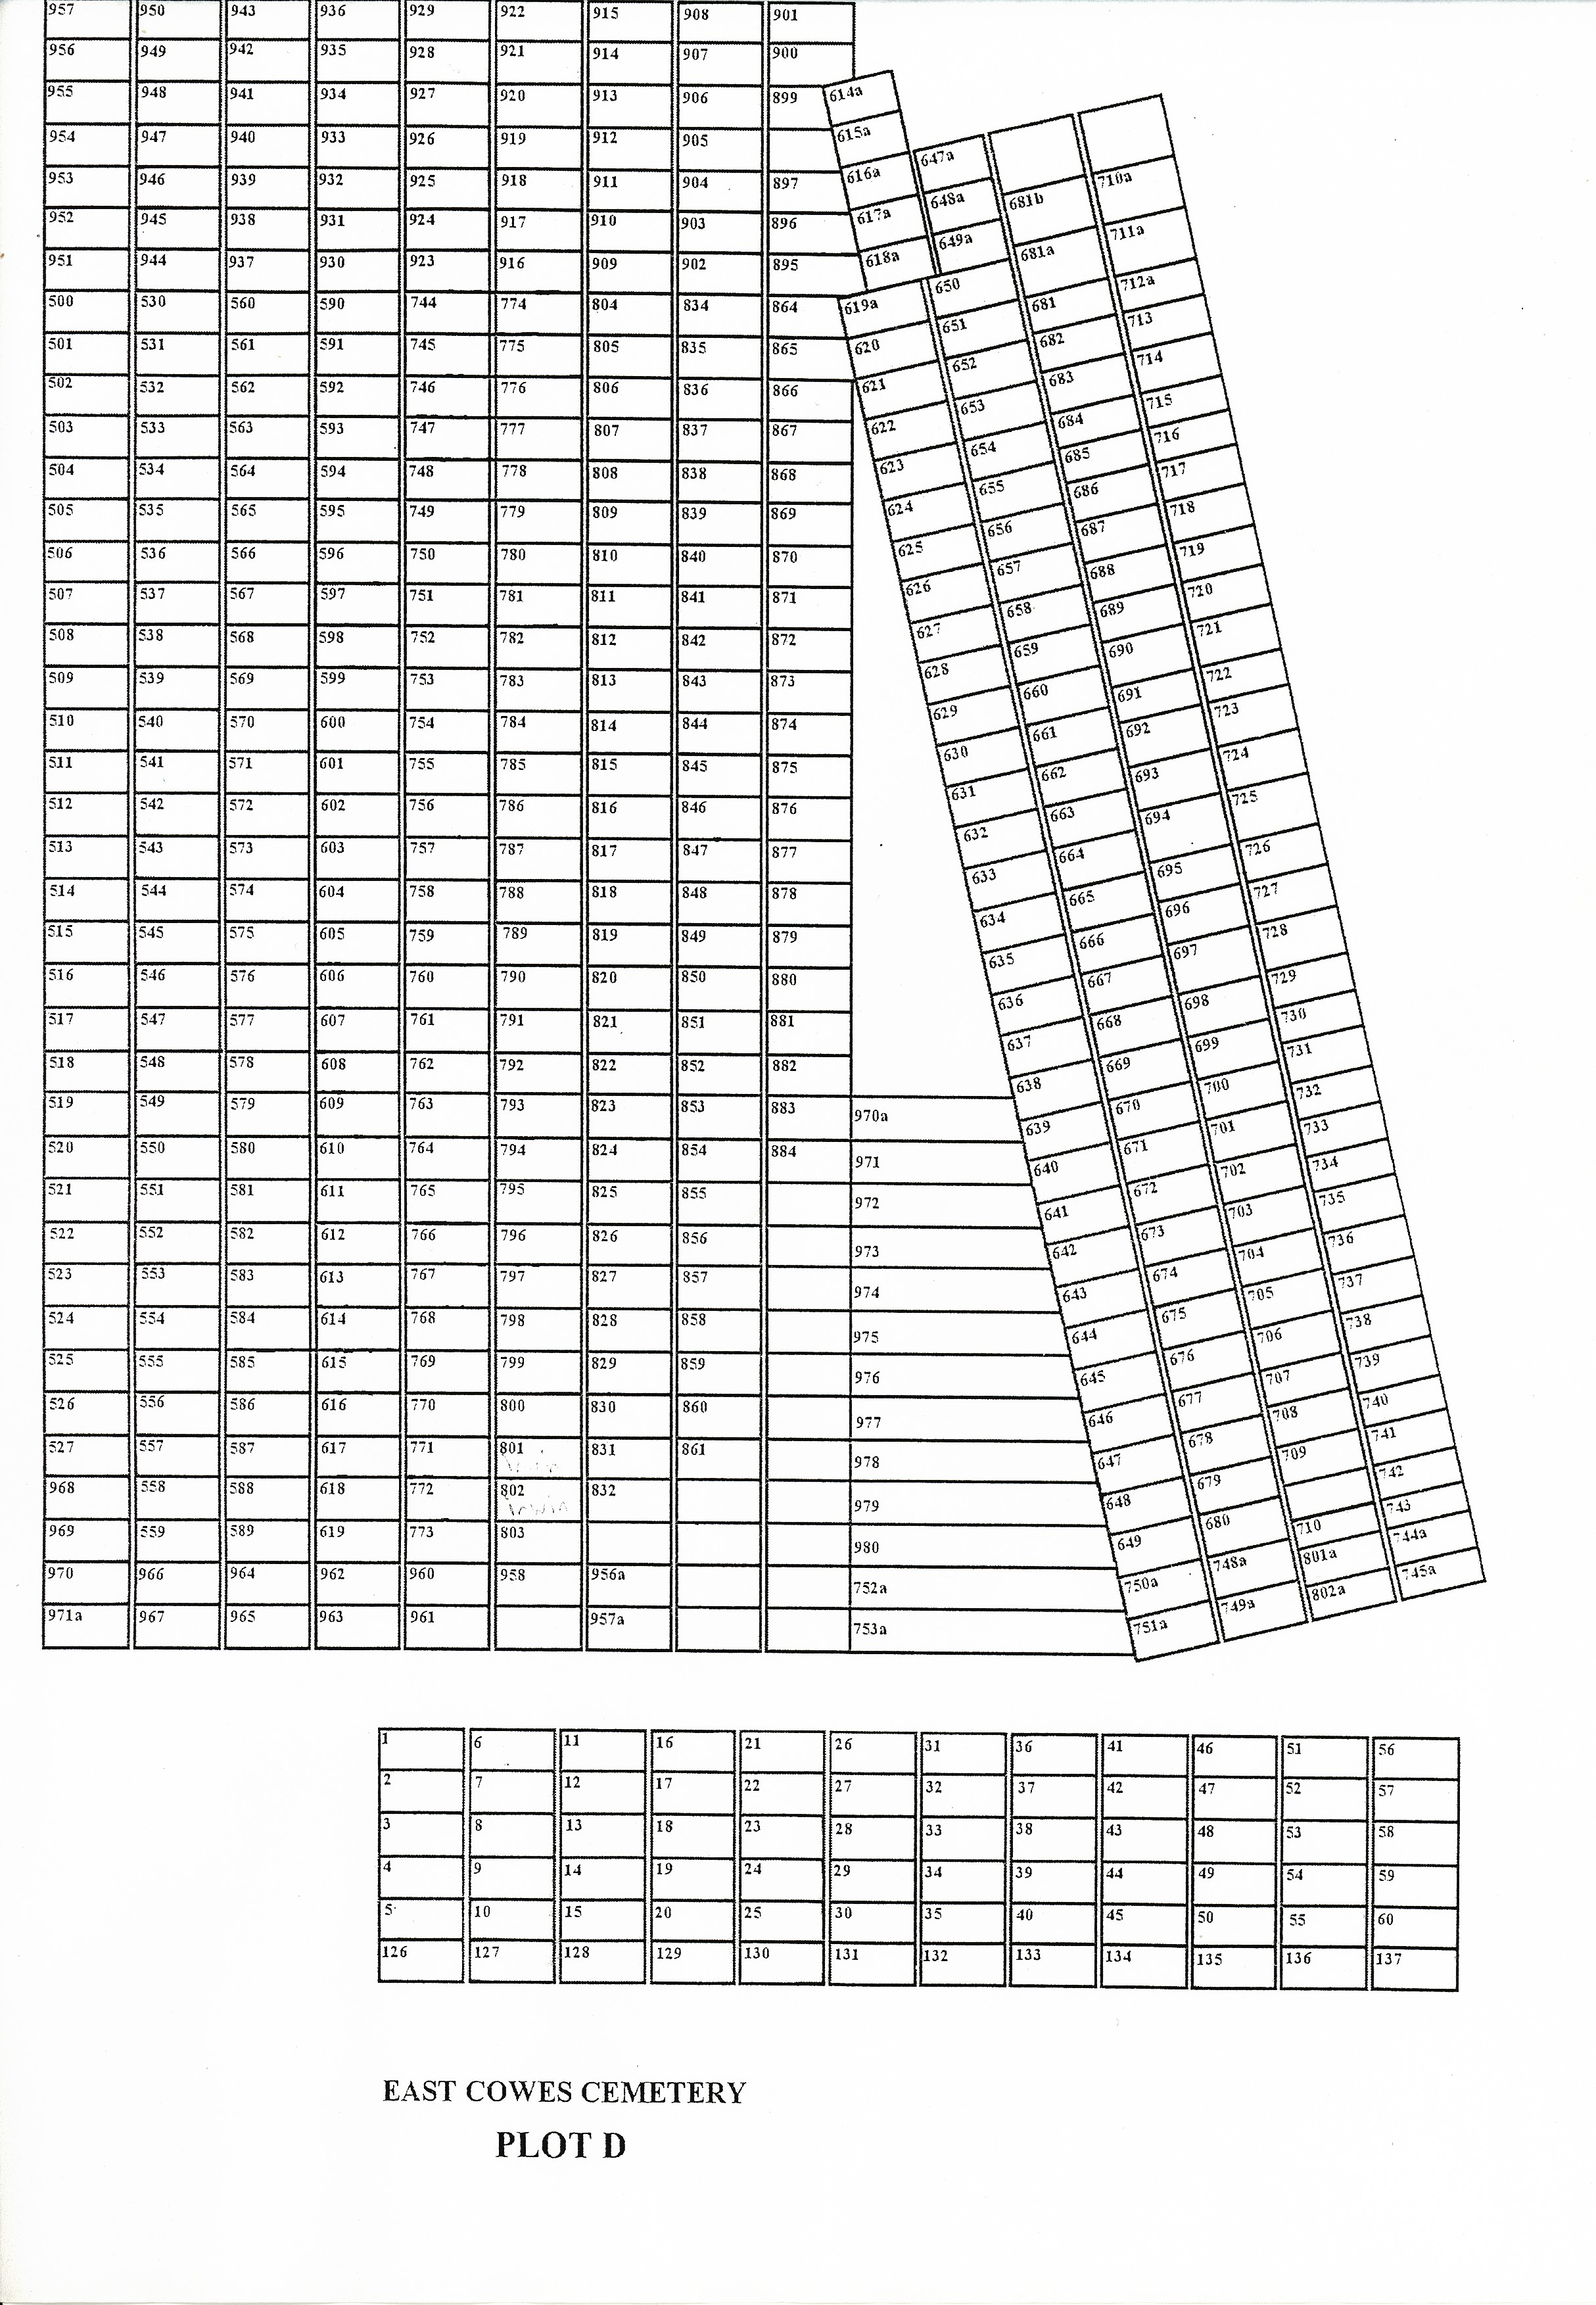 957 950 943 936 929 922 915 908 901
956 949 942 935 928 921 914 907 900
955 948 941 934 927 920 913 906 899 614a
954 947 940 933 926 919 912 905 615a
647a
953 946 939 932 925 918 911 904 897 616a 648a 681b 710a
952 945 938 931 924 917 910 903 896 617a 649a 681a 711a
951 944 937 930 923 916 909 902 895 618a 650 681 712a
500 530 560 590 744 774 804 834 864 619a 651 682 713
501 531 561 591 745 775 805 835 865 620 652 683 714
502 532 562 592 746 776 806 836 866 621 653 684 715
503 533 563 593 747 777 807 837 867 622 654 685 716
504 534 564 594 748 778 808 838 868 623 655 686 717
505 535 565 595 749 779 809 839 869 624 656 687 718
506 536 566 596 750 780 810 840 870 625 657 688 719
507 537 567 597 751 781 811 841 871 626 658 689 720
508 538 568 598 752 782 812 842 872 627 659 690 721
509 539 569 599 753 783 813 843 873 628 660 691 722
510 540 570 600 754 784 814 844 874 629 661 692 723
511 541 571 601 755 785 815 845 875 630 662 693 724
512 542 572 602 756 786 816 846 876 631 663 694 725
513 543 573 603 757 787 817 847 877 632 664 695 726
514 544 574 604 758 788 818 848 878 633 665 696 727
515 545 575 605 759 789 819 849 879 634 666 697 728
516 546 576 606 760 790 820 850 880 635 667 698 729
517 547 577 607 761 791 821 851 881 636 668 699 730
518 548 578 608 762 792 822 852 882 637 669 700 731
519 549 579 609 763 793 823 853 883 970a 638 670 701 732
520 550 580 610 764 794 824 854 884 971 639 671 702 733
521 551 581 611 765 795 825 855 972 640 672 703 734
522 552 582 612 766 796 826 856 973 641 673 704 735
523 553 583 613 767 797 827 857 974 642 674 705 736
524 554 584 614 768 798 828 858 975 643 675 706 737
525 555 585 615 769 799 829 859 976 644 676 707 738
526 556 586 616 770 800 830 860 977 645 677 708 739
527 557 587 617 771 801 831 861 978 646 678 709 740
968 558 588 618 772 802 832 979 647 679 710 741
969 559 589 619 773 803 980 648 680 801a 742
970 966 964 962 960 958 956a 752a 649 748a 802a 743
971a 967 965 963 961 957a 753a 750a 749a 744a
751a 745a
1 6 11 16 21 26 31 36 41 46 51 56
2 7 12 17 22 27 32 37 42 47 52 57
3 8 13 18 23 28 33 38 43 48 53 58
4 9 14 19 24 29 34 39 44 49 54 59
5 10 15 20 25 30 35 40 45 50 55 60
126 127 128 129 130 131 132 133 134 135 136 137
EAST COWES CEMETERY
PLOT D